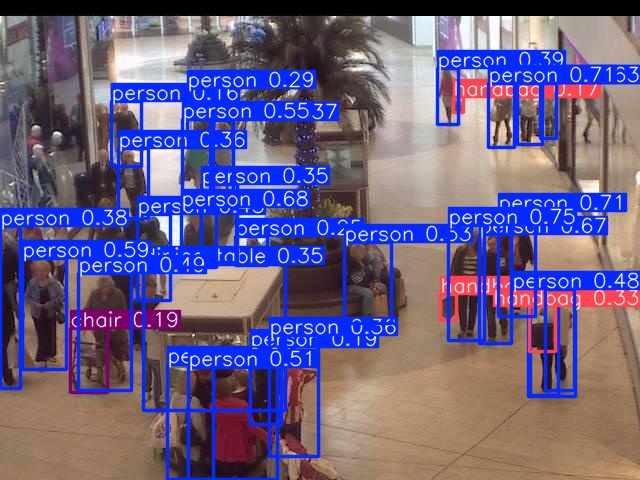 person 0.39
person 0.7163
person 0.29
handbag 0.17
person 0.16
person 0.5537
person 0.36
person 0.35
person 0.68
person 0.71
person 0.38
person 0.75
0.67
person 0.25
person 0.53
person 0.59
table 0.35
person 0.48
handbag 0.33
chair 0.19
person 0.36
person 0.19
person 0.51